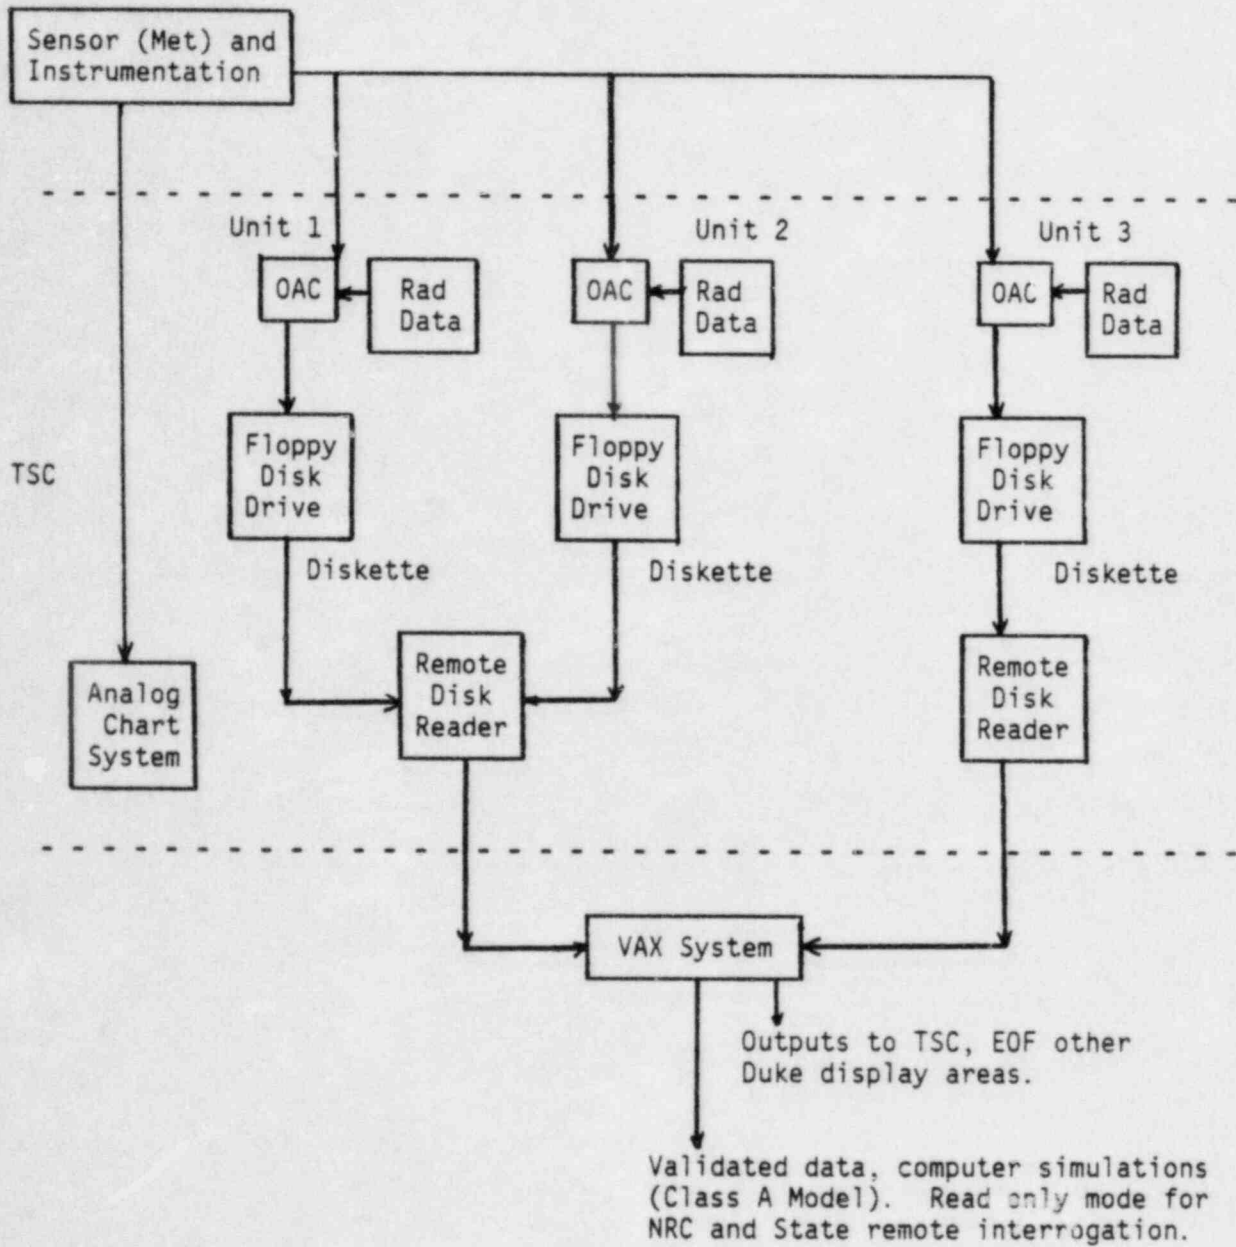 Sensor (Met) and
Instrumentation
Unit 1
Unit 2
Unit 3
OAC
Rad
Data
OAC
Rad
Data
OAC
Rad
Data
TSC
Floppy
Disk
Drive
Floppy
Disk
Drive
Floppy
Disk
Drive
Diskette
Diskette
Diskette
Analog
Chart
System
Remote
Disk
Reader
Remote
Disk
Reader
VAX System
Outputs to TSC, EOF other
Duke display areas.
Validated data, computer simulations
(Class A Model). Read only mode for
NRC and State remote interrogation.